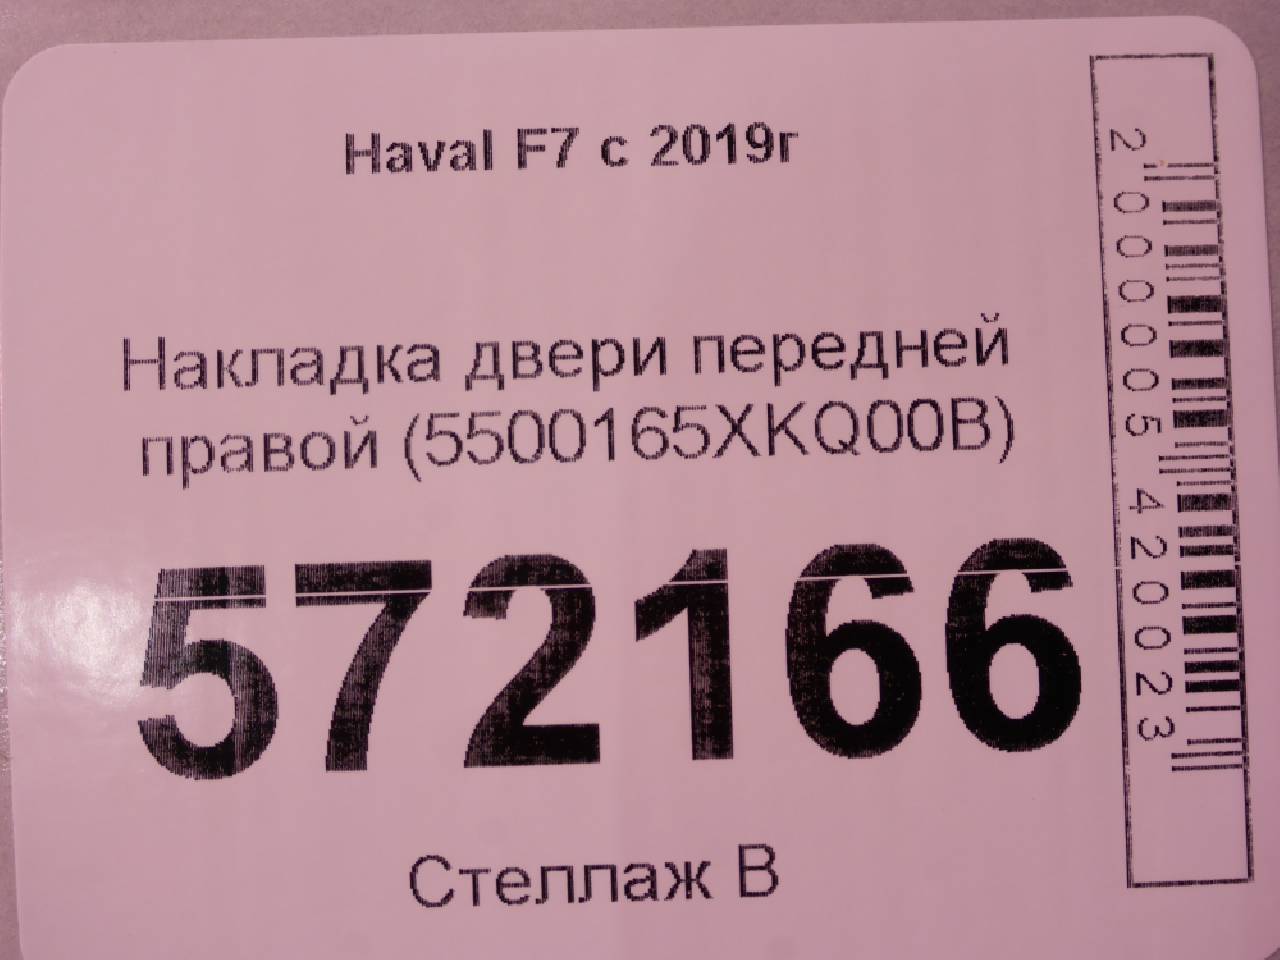 Haval F7 с 2019г
Накладка двери передней
правой (5500165XKQ00B)
572166
Стеллаж В
2000005420023